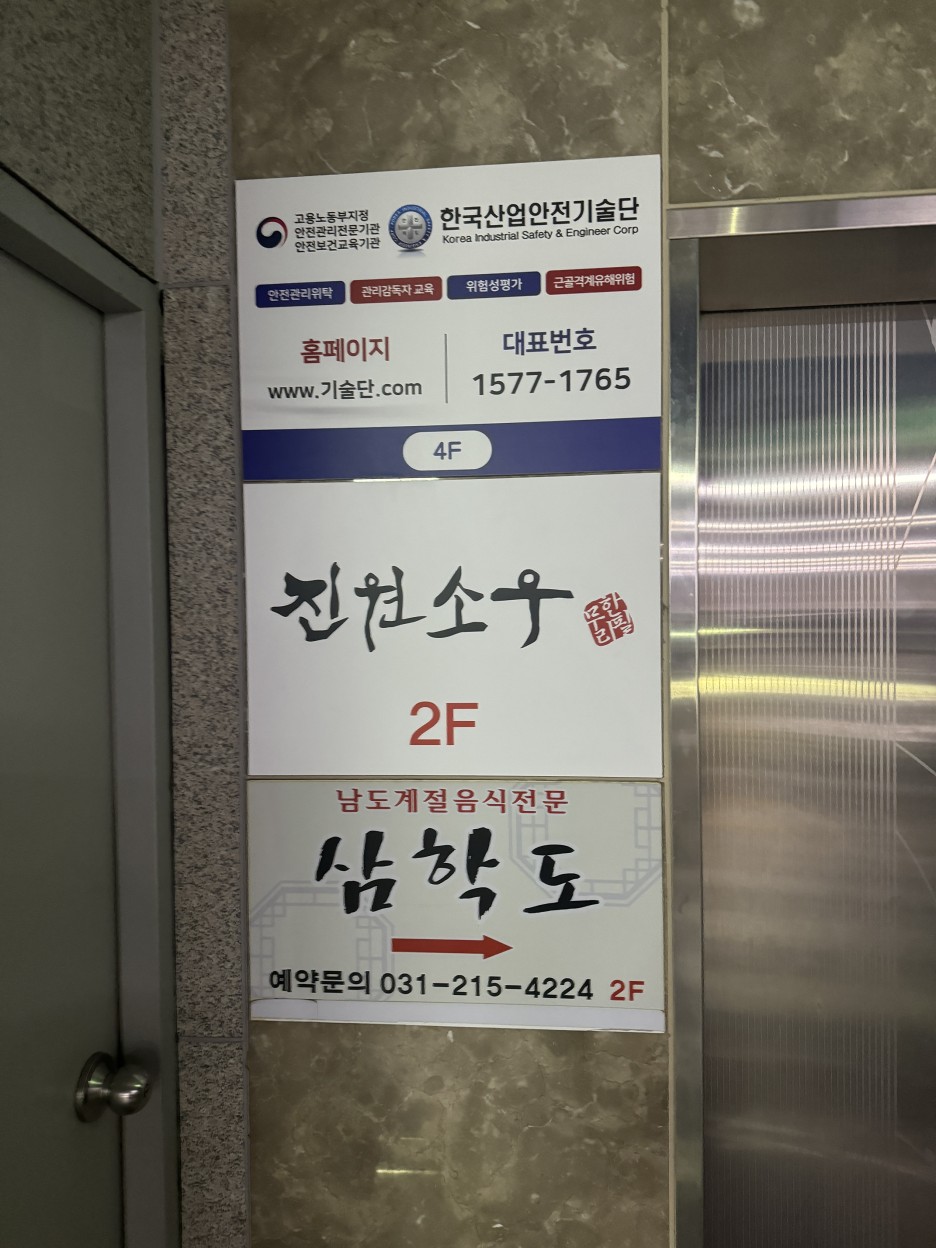 고용노동부지정
안전관리전문기관
안전보건교육기관
한국산업안전기술단
Korea Industrial Safety & Engineer Corp
안전관리위탁 관리감독자 교육 위험성평가 근골격계유해위험
홈페이지
www.기술단.com
대표번호
1577-1765
4F
진원소우
2F
남도계절음식전문
삼학도
예약문의 031-215-4224 2F